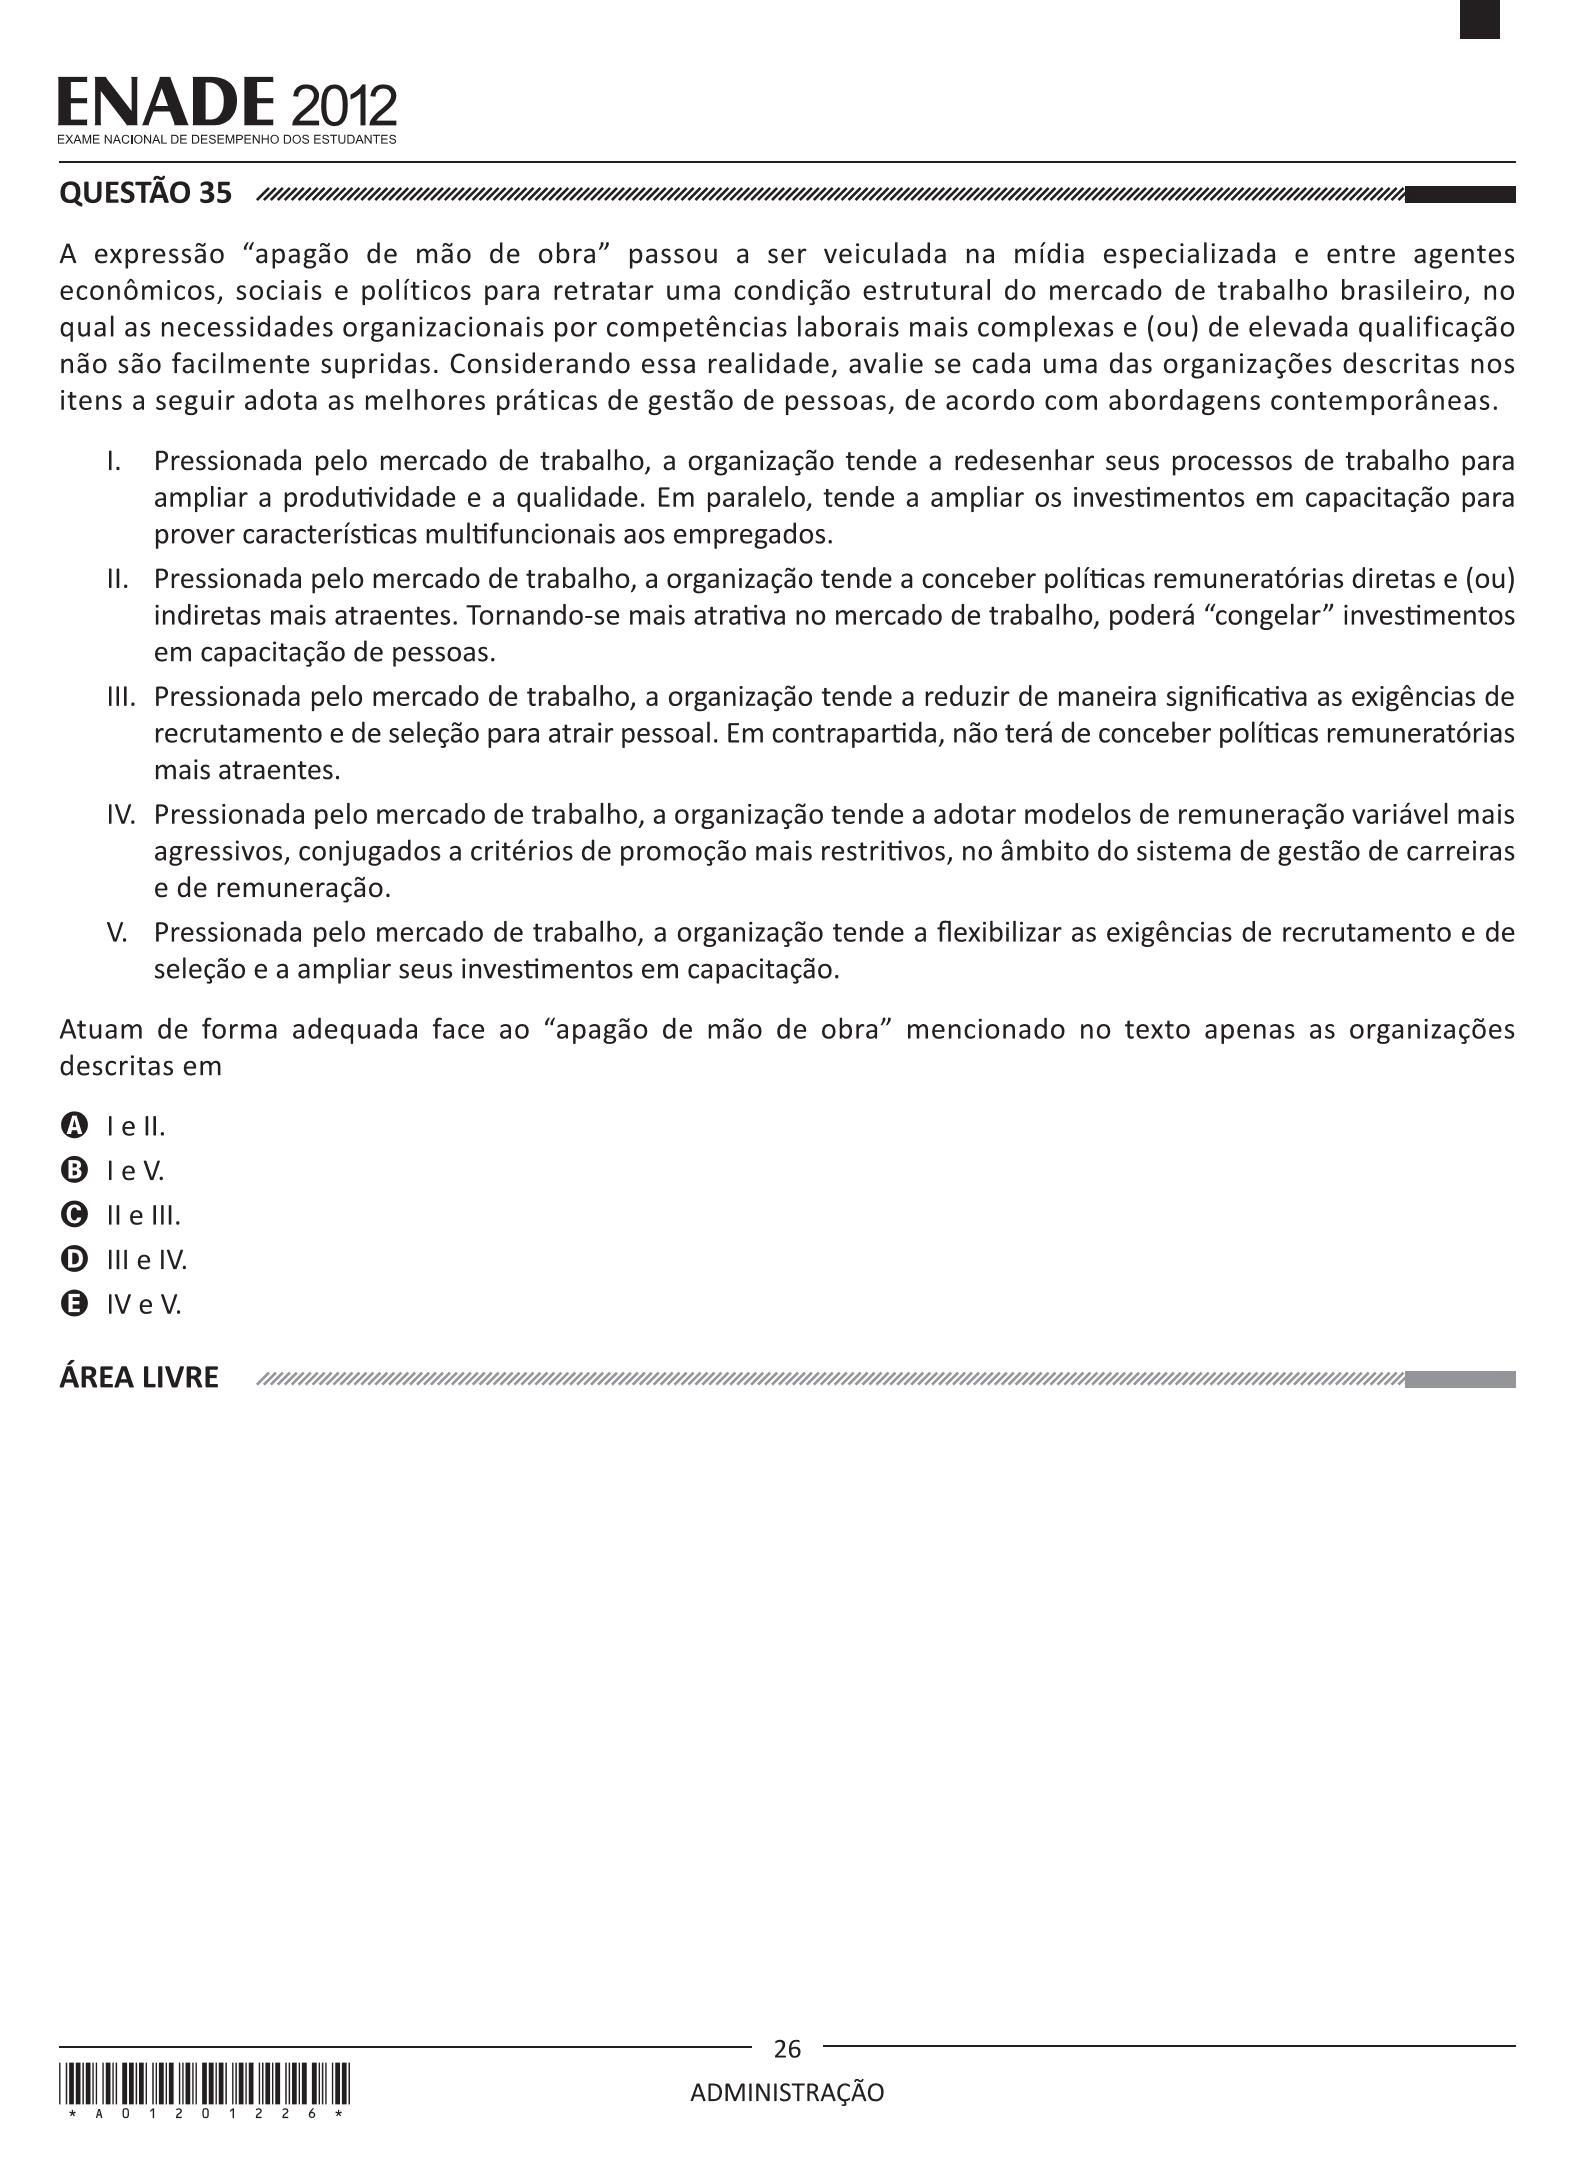 ENADE 2012
EXAME NACIONAL DE DESEMPENHO DOS ESTUDANTES
QUESTÃO 35
A expressão “apagão de mão de obra” passou a ser veiculada na mídia especializada e entre agentes
econômicos, sociais e políticos para retratar uma condição estrutural do mercado de trabalho brasileiro, no
qual as necessidades organizacionais por competências laborais mais complexas e (ou) de elevada qualificação
não são facilmente supridas. Considerando essa realidade, avalie se cada uma das organizações descritas nos
itens a seguir adota as melhores práticas de gestão de pessoas, de acordo com abordagens contemporâneas.
I. Pressionada pelo mercado de trabalho, a organização tende a redesenhar seus processos de trabalho para
ampliar a produtividade e a qualidade. Em paralelo, tende a ampliar os investimentos em capacitação para
prover características multifuncionais aos empregados.
II. Pressionada pelo mercado de trabalho, a organização tende a conceber políticas remuneratórias diretas e (ou)
indiretas mais atraentes. Tornando-se mais atrativa no mercado de trabalho, poderá “congelar” investimentos
em capacitação de pessoas.
III. Pressionada pelo mercado de trabalho, a organização tende a reduzir de maneira significativa as exigências de
recrutamento e de seleção para atrair pessoal. Em contrapartida, não terá de conceber políticas remuneratórias
mais atraentes.
IV. Pressionada pelo mercado de trabalho, a organização tende a adotar modelos de remuneração variável mais
agressivos, conjugados a critérios de promoção mais restritivos, no âmbito do sistema de gestão de carreiras
e de remuneração.
V. Pressionada pelo mercado de trabalho, a organização tende a flexibilizar as exigências de recrutamento e de
seleção e a ampliar seus investimentos em capacitação.
Atuam de forma adequada face ao “apagão de mão de obra” mencionado no texto apenas as organizações
descritas em
A I e II.
B I e V.
C II e III.
D III e IV.
E IV e V.
ÁREA LIVRE
26
ADMINISTRAÇÃO
* A 0 1 2 0 1 2 2 6 *